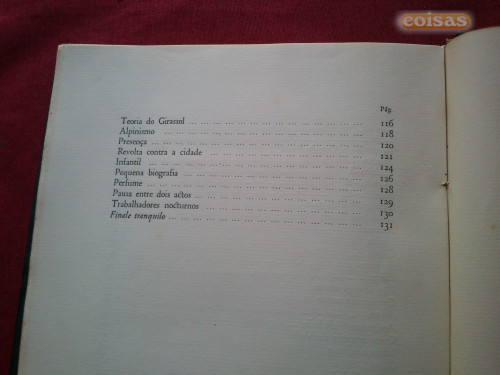 coisas
Pág.
Teoria do Girassol ... ... ... ... ... ... ... ... ... ... ... ... ... ... ... 116
Alpinismo ... ... ... ... ... ... ... ... ... ... ... ... ... ... ... ... ... 118
Presença ... ... ... ... ... ... ... ... ... ... ... ... ... ... ... ... ... ... 120
Revolta contra a cidade ... ... ... ... ... ... ... ... ... ... ... ... ... 121
Infantil ... ... ... ... ... ... ... ... ... ... ... ... ... ... ... ... ... ... 124
Pequena biografia ... ... ... ... ... ... ... ... ... ... ... ... ... ... ... 126
Perfume ... ... ... ... ... ... ... ... ... ... ... ... ... ... ... ... ... ... 128
Pausa entre dois actos ... ... ... ... ... ... ... ... ... ... ... ... ... ... 129
Trabalhadores nocturnos ... ... ... ... ... ... ... ... ... ... ... ... ... 130
Finale tranquilo ... ... ... ... ... ... ... ... ... ... ... ... ... ... ... ... 131